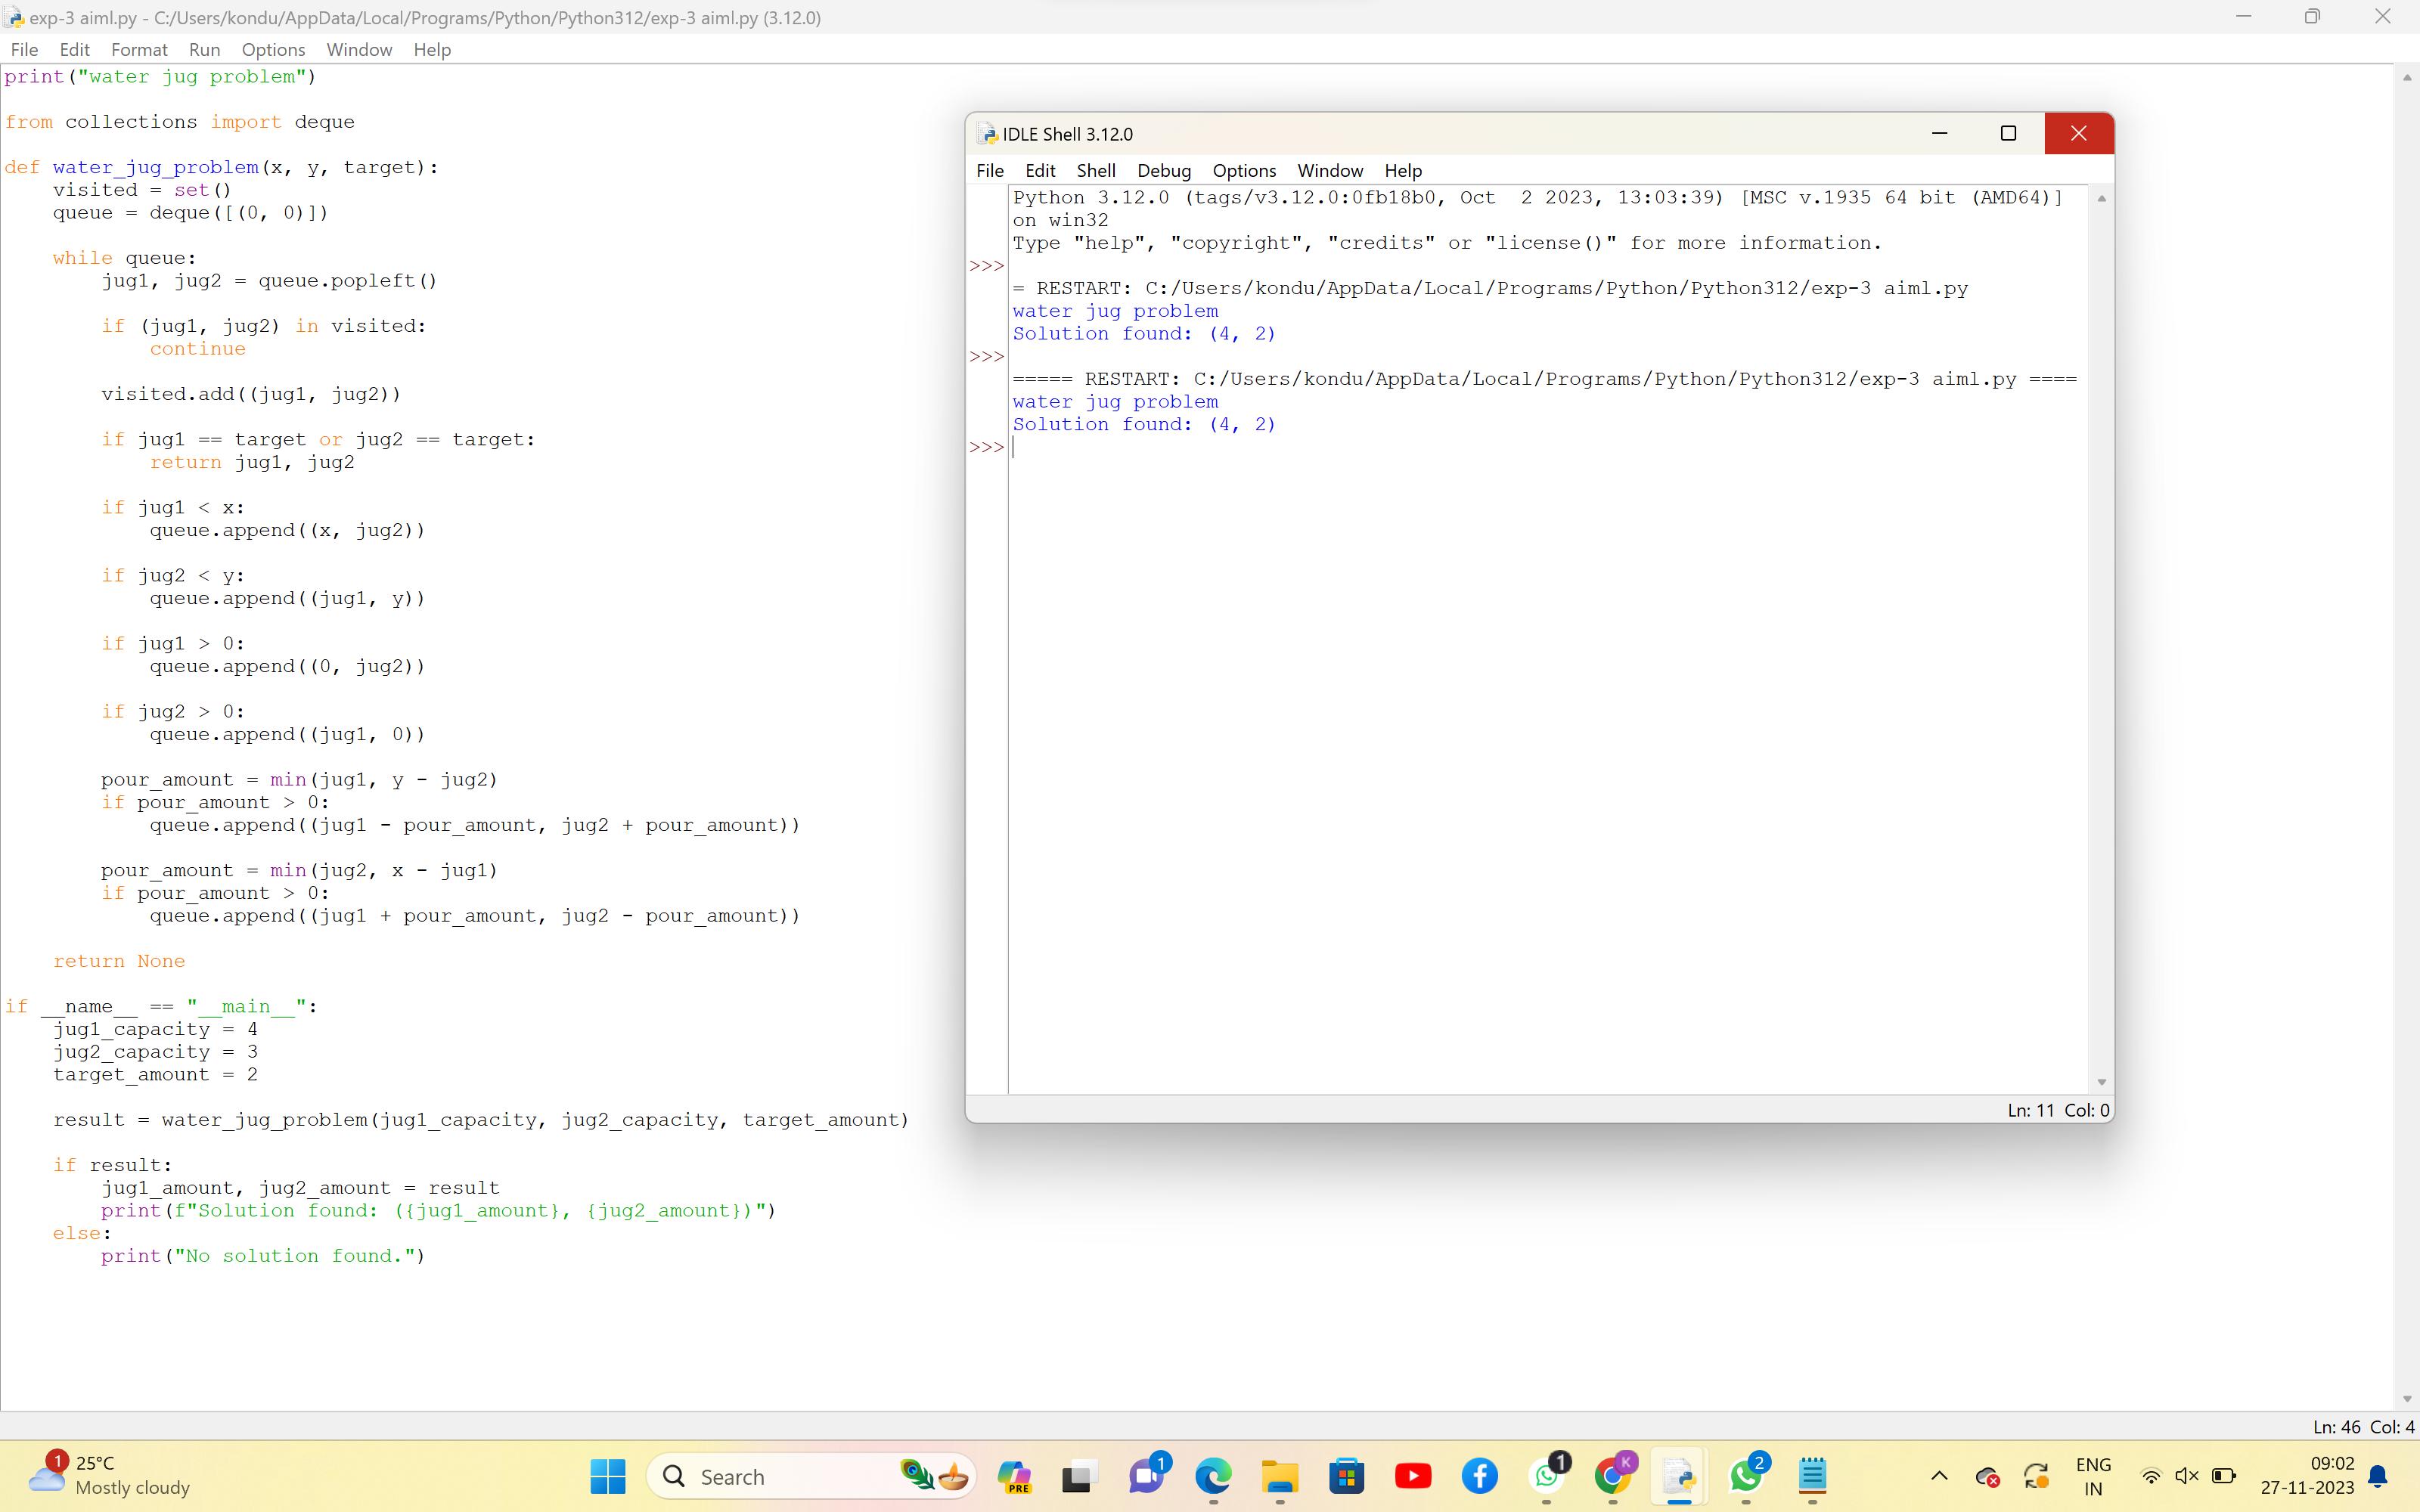 exp-3 aiml.py - C:/Users/kondu/AppData/Local/Programs/Python/Python312/exp-3 aiml.py (3.12.0)
File Edit Format Run Options Window Help
print("water jug problem")
from collections import deque
def water_jug_problem(x, y, target):
    visited = set()
    queue = deque([(0, 0)])
    while queue:
        jug1, jug2 = queue.popleft()
        if (jug1, jug2) in visited:
            continue
        visited.add((jug1, jug2))
        if jug1 == target or jug2 == target:
            return jug1, jug2
        if jug1 < x:
            queue.append((x, jug2))
        if jug2 < y:
            queue.append((jug1, y))
        if jug1 > 0:
            queue.append((0, jug2))
        if jug2 > 0:
            queue.append((jug1, 0))
        pour_amount = min(jug1, y - jug2)
        if pour_amount > 0:
            queue.append((jug1 - pour_amount, jug2 + pour_amount))
        pour_amount = min(jug2, x - jug1)
        if pour_amount > 0:
            queue.append((jug1 + pour_amount, jug2 - pour_amount))
    return None
if __name__ == "__main__":
    jug1_capacity = 4
    jug2_capacity = 3
    target_amount = 2
    result = water_jug_problem(jug1_capacity, jug2_capacity, target_amount)
    if result:
        jug1_amount, jug2_amount = result
        print(f"Solution found: ({jug1_amount}, {jug2_amount})")
    else:
        print("No solution found.")
IDLE Shell 3.12.0
File Edit Shell Debug Options Window Help
Python 3.12.0 (tags/v3.12.0:0fb18b0, Oct  2 2023, 13:03:39) [MSC v.1935 64 bit (AMD64)]
on win32
Type "help", "copyright", "credits" or "license()" for more information.
>>>
= RESTART: C:/Users/kondu/AppData/Local/Programs/Python/Python312/exp-3 aiml.py
water jug problem
Solution found: (4, 2)
>>>
===== RESTART: C:/Users/kondu/AppData/Local/Programs/Python/Python312/exp-3 aiml.py ====
water jug problem
Solution found: (4, 2)
>>>
Ln: 11 Col: 0
Ln: 46 Col: 4
1
25°C
Mostly cloudy
Search
PRE
1
1
K
2
ENG
IN
09:02
27-11-2023